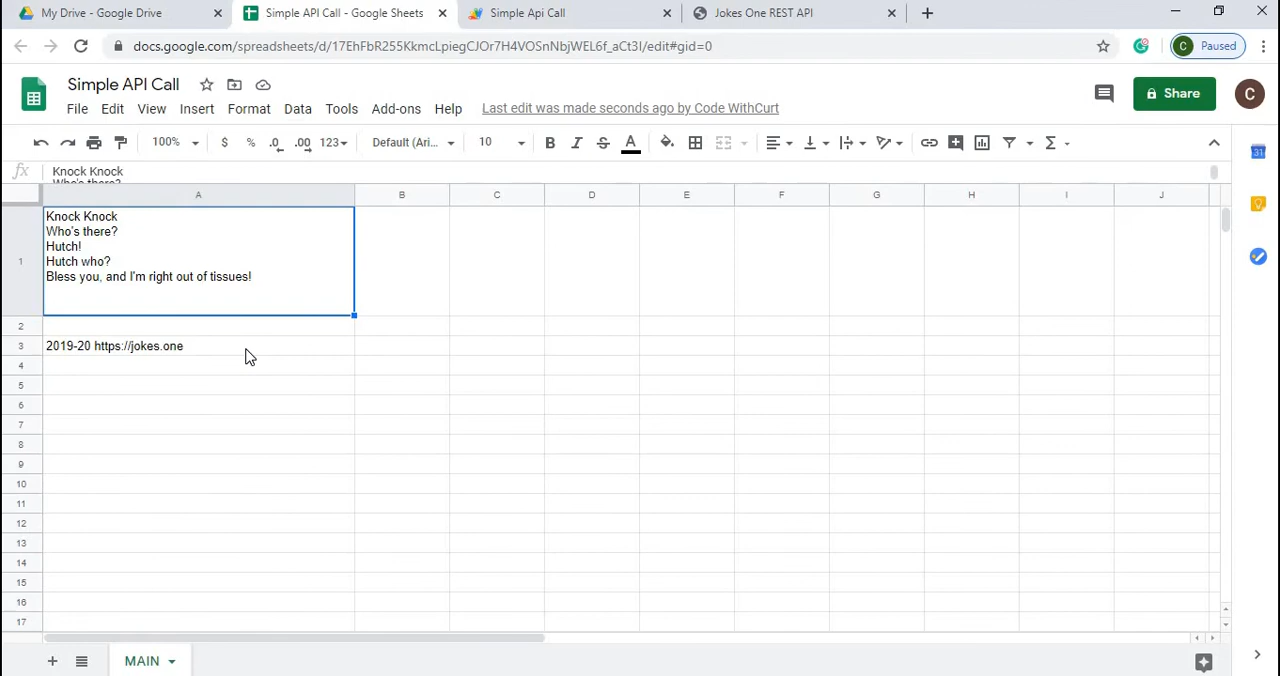 My Drive - Google Drive
Simple API Call - Google Sheets
Simple Api Call
Jokes One REST API
docs.google.com/spreadsheets/d/17EhFbR255KkmcLpiegCJOr7H4VOSnNbjWEL6f_aCt3I/edit#gid=0
C Paused
Simple API Call
File Edit View Insert Format Data Tools Add-ons Help Last edit was made seconds ago by Code WithCurt
Share
C
100% $ % .0 .00 123 Default (Ari... 10 B I S A
fx Knock Knock
Who's there?
A B C D E F G H I J
1 Knock Knock
Who's there?
Hutch!
Hutch who?
Bless you, and I'm right out of tissues!
2
3 2019-20 https://jokes.one
4
5
6
7
8
9
10
11
12
13
14
15
16
17
MAIN
31